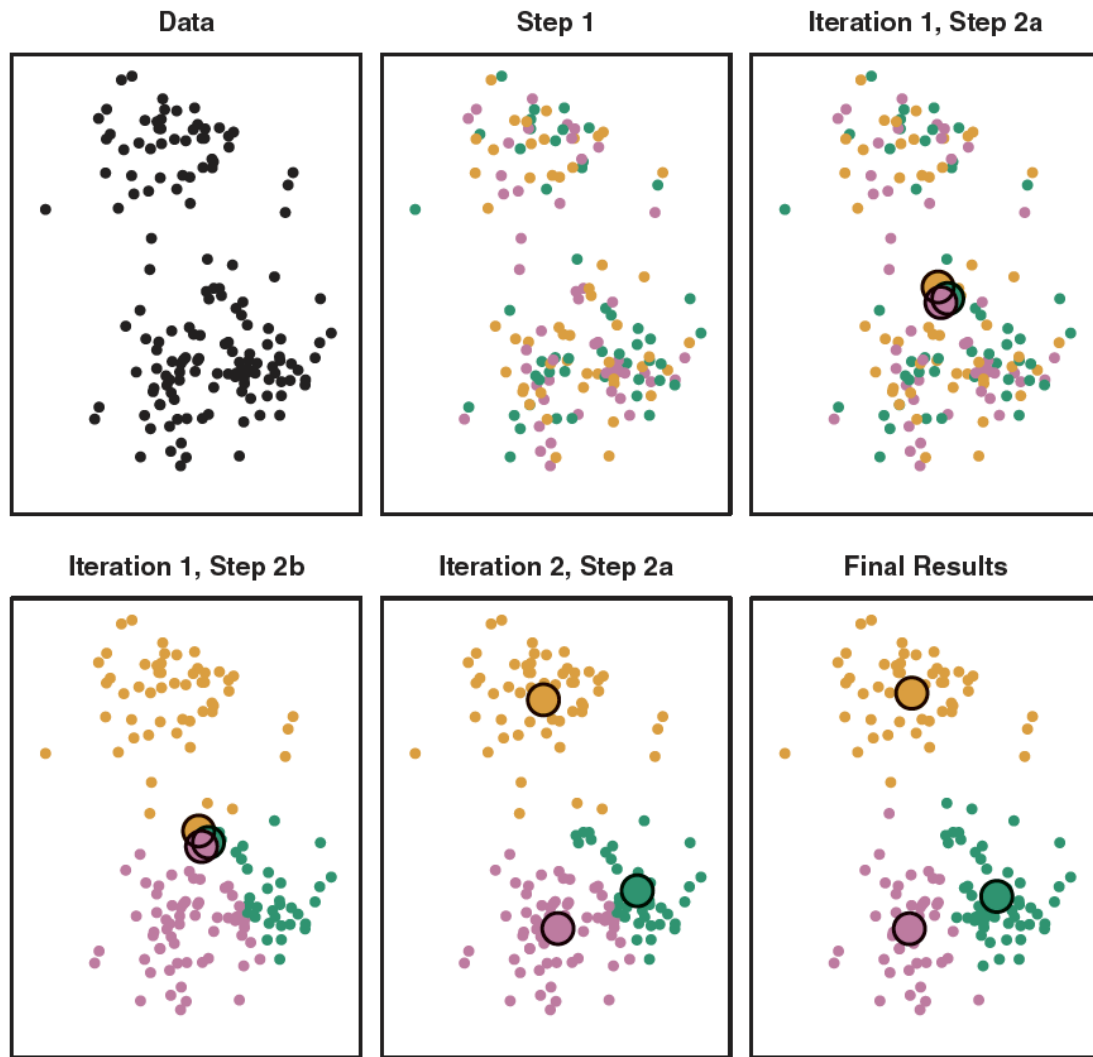 Data
Step 1
Iteration 1, Step 2a
Iteration 1, Step 2b
Iteration 2, Step 2a
Final Results